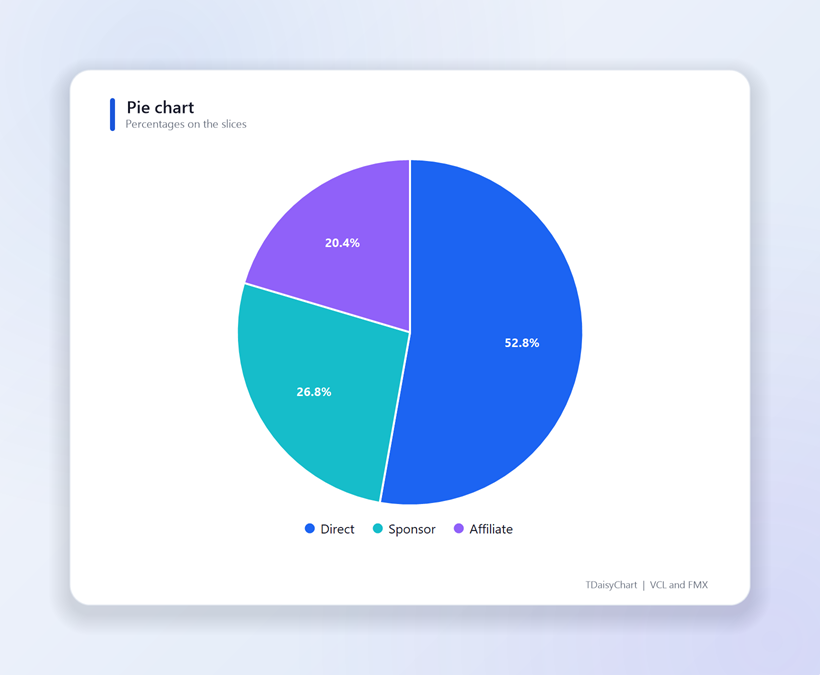 Pie chart
Percentages on the slices
20.4%
52.8%
26.8%
Direct Sponsor Affiliate
TDaisyChart | VCL and FMX